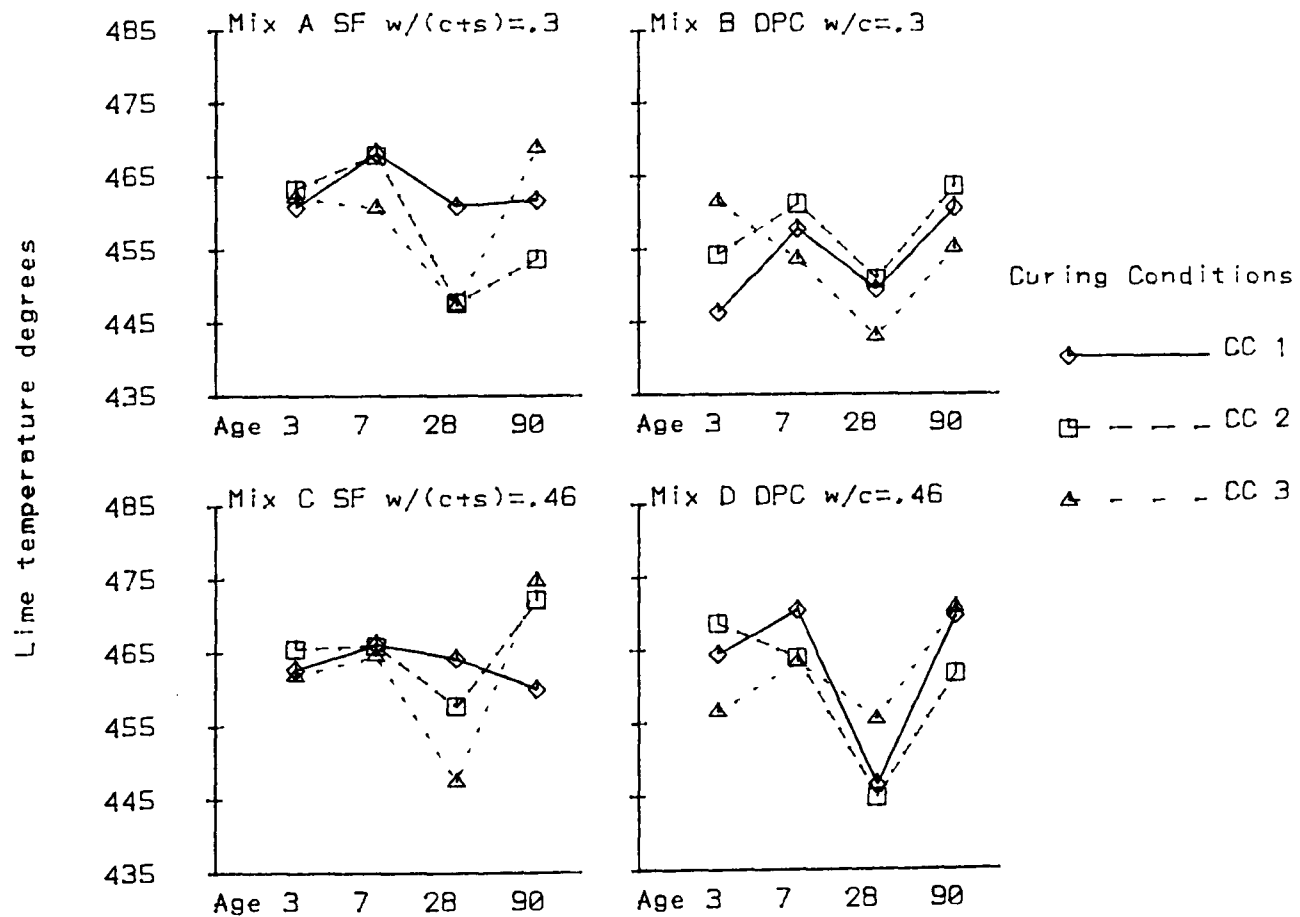 Lime temperature degrees
Mix A SF w/(c+s)=.3
485
475
465
455
445
435
Age 3 7 28 90
Mix B OPC w/c=.3
Age 3 7 28 90
Mix C SF w/(c+s)=.46
485
475
465
455
445
435
Age 3 7 28 90
Mix D OPC w/c=.46
Age 3 7 28 90
Curing Conditions
CC 1
CC 2
CC 3